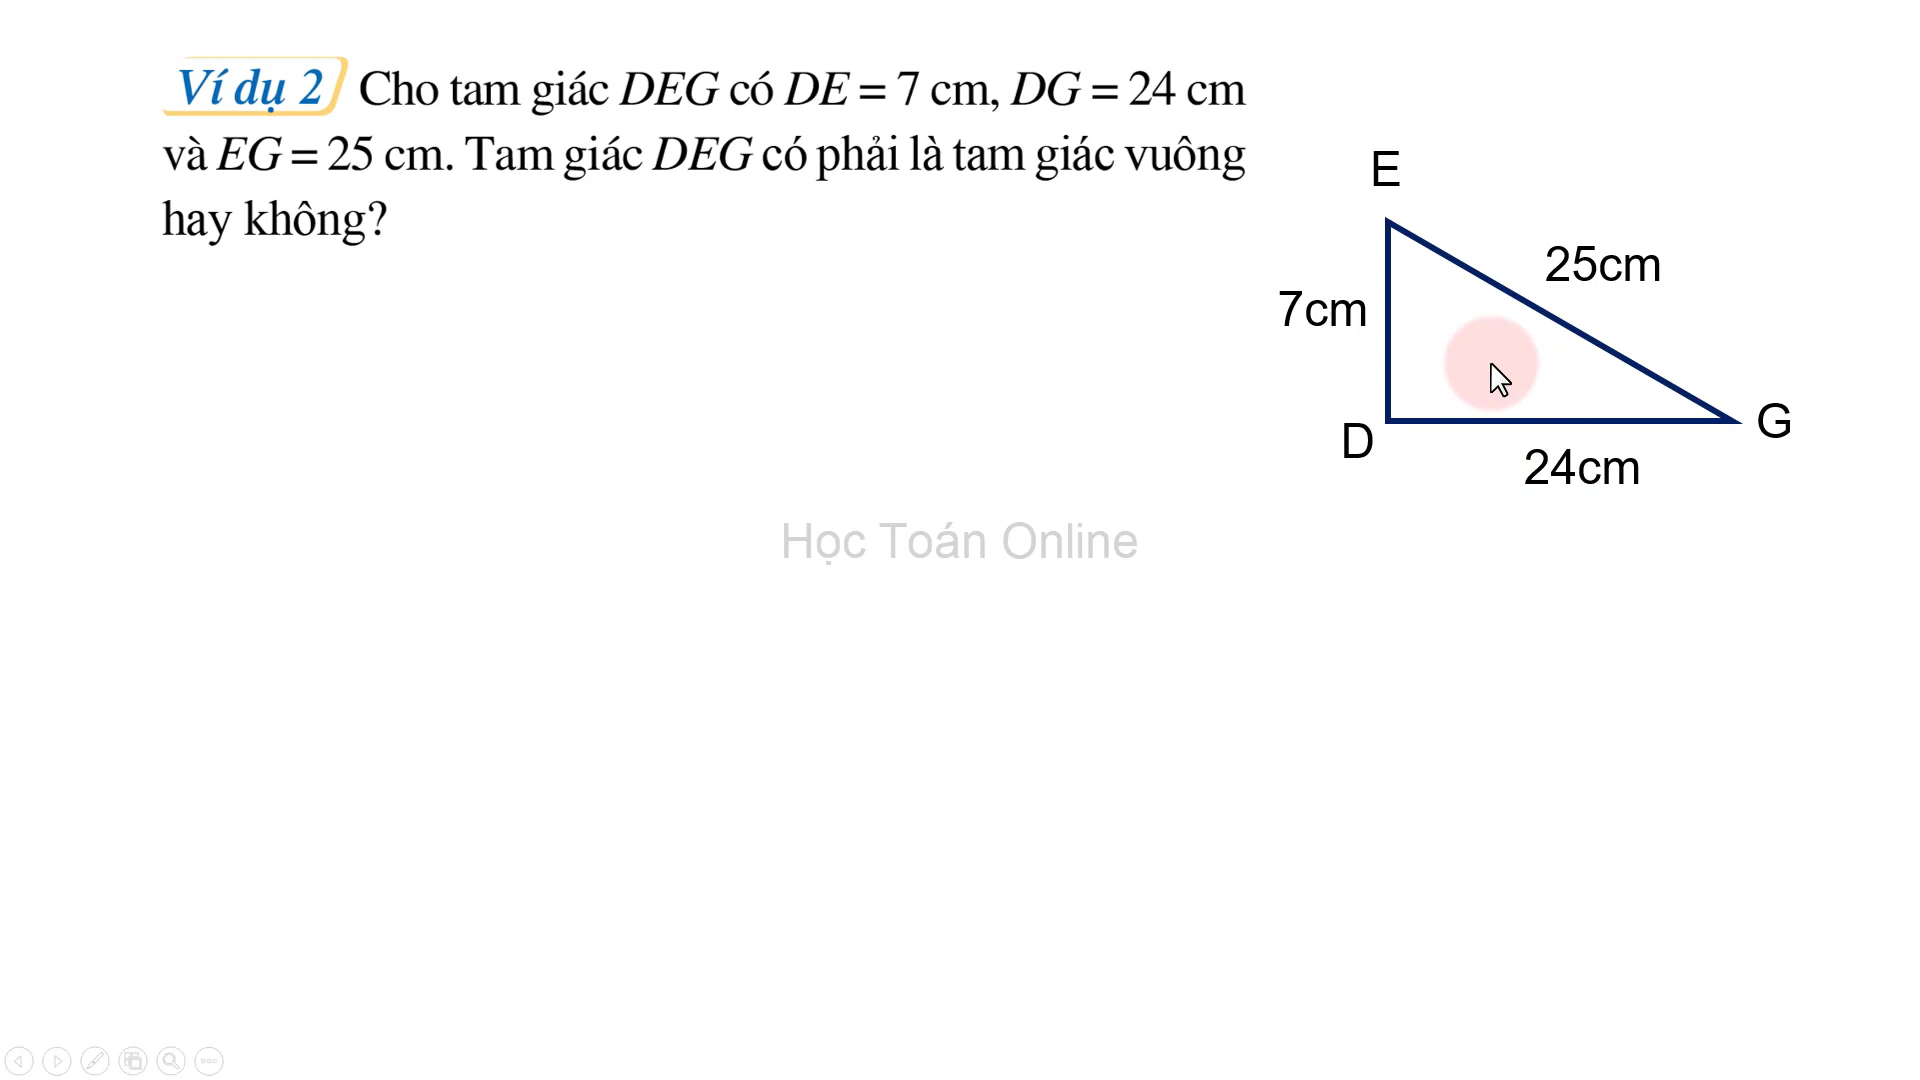 Ví dụ 2 Cho tam giác DEG có DE = 7 cm, DG = 24 cm
và EG = 25 cm. Tam giác DEG có phải là tam giác vuông
hay không?
E
25cm
7cm
D
G
24cm
Học Toán Online